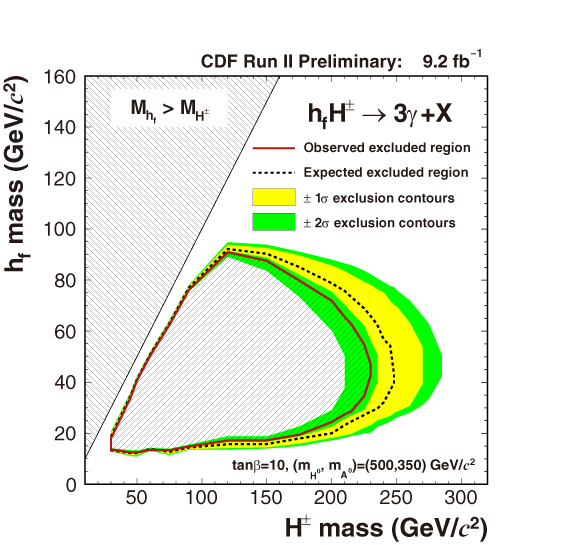 CDF Run II Preliminary: 9.2 fb⁻¹
h_f mass (GeV/c²)
160
140
120
100
80
60
40
20
0
M_{h_f} > M_{H^±}
h_f H^± → 3γ+X
Observed excluded region
Expected excluded region
± 1σ exclusion contours
± 2σ exclusion contours
tanβ=10, (m_{H⁰}, m_{A⁰})=(500,350) GeV/c²
50 100 150 200 250 300
H^± mass (GeV/c²)